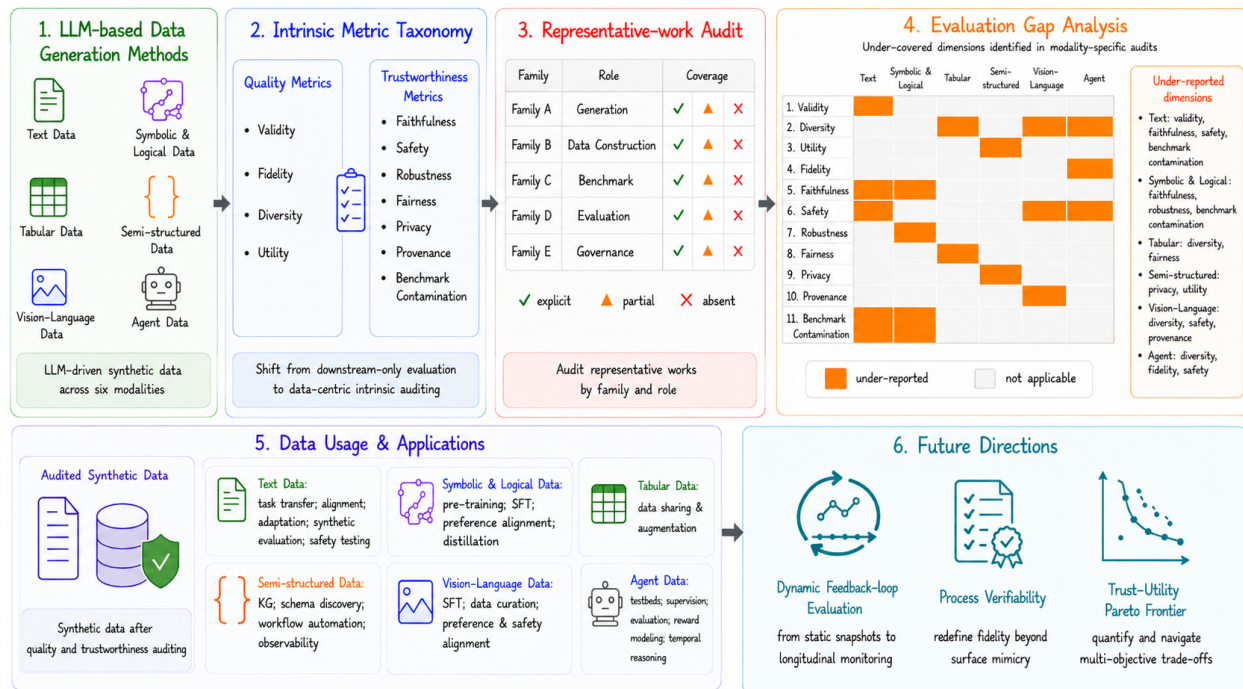 1. LLM-based Data
Generation Methods
Text Data
Symbolic &
Logical Data
Tabular Data
Semi-structured
Data
Vision-Language
Data
Agent Data
LLM-driven synthetic data
across six modalities
2. Intrinsic Metric Taxonomy
Quality Metrics
• Validity
• Fidelity
• Diversity
• Utility
Trustworthiness
Metrics
• Faithfulness
• Safety
• Robustness
• Fairness
• Privacy
• Provenance
• Benchmark
Contamination
Shift from downstream-only evaluation
to data-centric intrinsic auditing
3. Representative-work Audit
Family Role Coverage
Family A Generation
Family B Data Construction
Family C Benchmark
Family D Evaluation
Family E Governance
explicit partial absent
Audit representative works
by family and role
4. Evaluation Gap Analysis
Under-covered dimensions identified in modality-specific audits
Text Symbolic & Logical Tabular Semi-structured Vision-Language Agent
1. Validity
2. Diversity
3. Utility
4. Fidelity
5. Faithfulness
6. Safety
7. Robustness
8. Fairness
9. Privacy
10. Provenance
11. Benchmark
Contamination
under-reported not applicable
Under-reported
dimensions
• Text: validity,
faithfulness, safety,
benchmark
contamination
• Symbolic & Logical:
faithfulness,
robustness, benchmark
contamination
• Tabular: diversity,
fairness
• Semi-structured:
privacy, utility
• Vision-Language:
diversity, safety,
provenance
• Agent: diversity,
fidelity, safety
5. Data Usage & Applications
Audited Synthetic Data
Synthetic data after
quality and trustworthiness auditing
Text Data:
task transfer; alignment;
adaptation; synthetic
evaluation; safety testing
Symbolic & Logical Data:
pre-training; SFT;
preference alignment;
distillation
Tabular Data:
data sharing &
augmentation
Semi-structured Data:
KG; schema discovery;
workflow automation;
observability
Vision-Language Data:
SFT; data curation;
preference & safety
alignment
Agent Data:
testbeds; supervision;
evaluation; reward
modeling; temporal
reasoning
6. Future Directions
Dynamic Feedback-loop
Evaluation
from static snapshots to
longitudinal monitoring
Process Verifiability
redefine fidelity beyond
surface mimicry
Trust-Utility
Pareto Frontier
quantify and navigate
multi-objective trade-offs